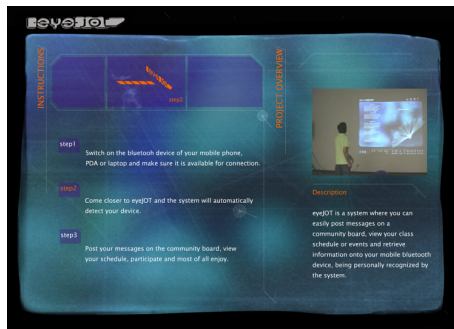 eyeJOT
INSTRUCTIONS
step2
step1
Switch on the bluetooh device of your mobile phone,
PDA or laptop and make sure it is available for connection.
step2
Come closer to eyeJOT and the system will automatically
detect your device.
step3
Post your messages on the community board, view
your schedule, participate and most of all enjoy.
PROJECT OVERVIEW
Description
eyeJOT is a system where you can
easily post messages on a
community board, view your class
schedule or events and retrieve
information onto your mobile bluetooth
device, being personally recognized by
the system.